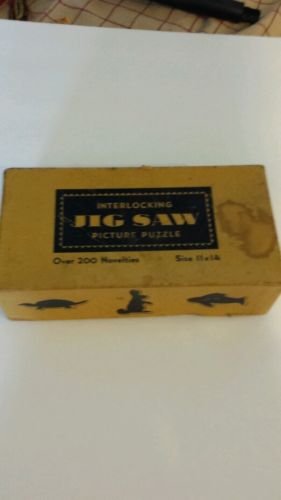 INTERLOCKING
JIG SAW
PICTURE PUZZLE
Over 200 Novelties Size 11x14